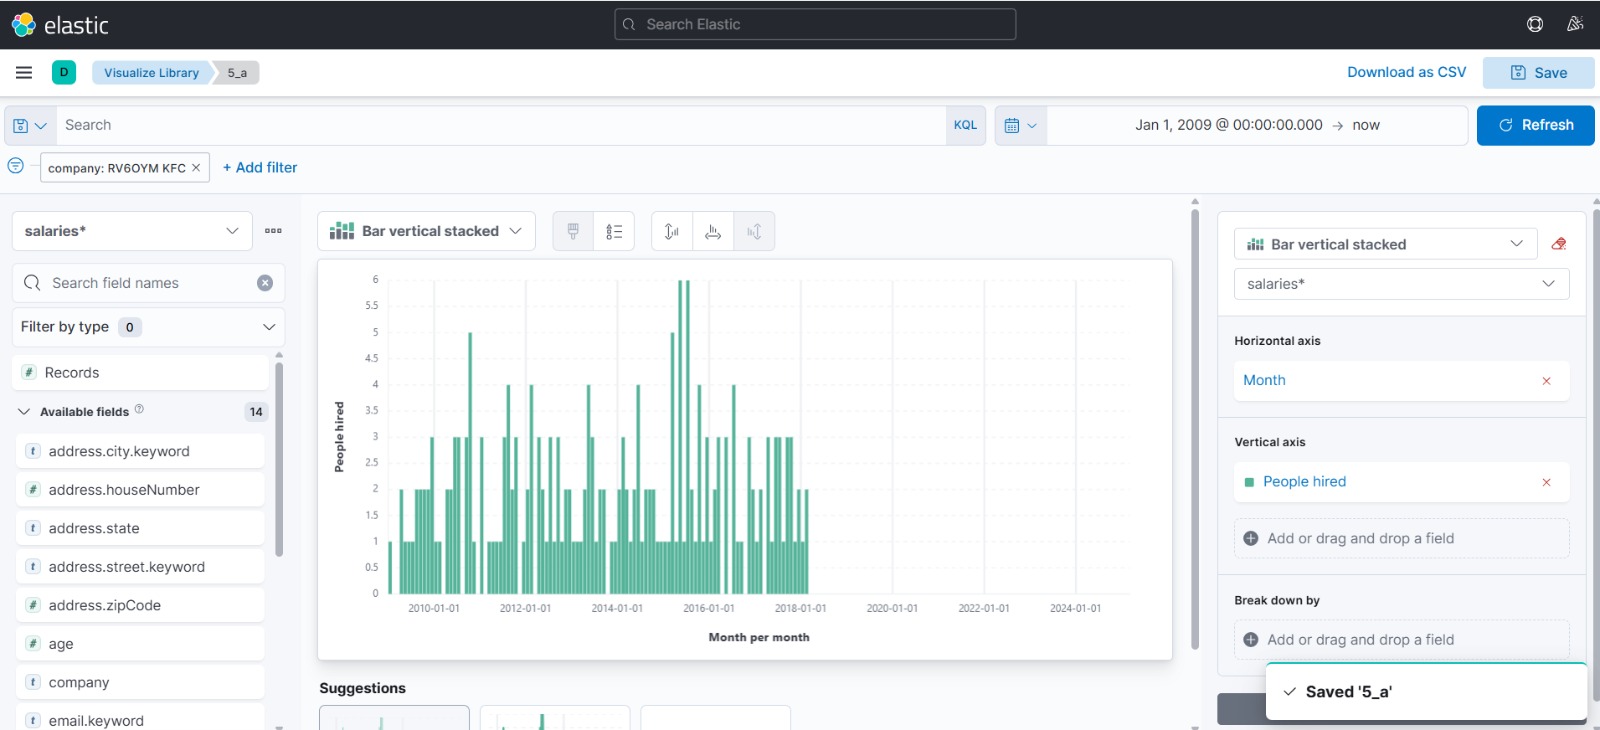 elastic
Search Elastic
D
Visualize Library
5_a
Download as CSV
Save
Search
KQL
Jan 1, 2009 @ 00:00:00.000 → now
Refresh
company: RV6OYM KFC ×
+ Add filter
salaries*
Search field names
Filter by type 0
# Records
Available fields 14
t address.city.keyword
# address.houseNumber
t address.state
t address.street.keyword
# address.zipCode
# age
t company
t email.keyword
Bar vertical stacked
6
5.5
5
4.5
4
3.5
3
2.5
2
1.5
1
0.5
0
People hired
2010-01-01 2012-01-01 2014-01-01 2016-01-01 2018-01-01 2020-01-01 2022-01-01 2024-01-01
Month per month
Suggestions
Bar vertical stacked
salaries*
Horizontal axis
Month
Vertical axis
People hired
Add or drag and drop a field
Break down by
Add or drag and drop a field
Saved '5_a'